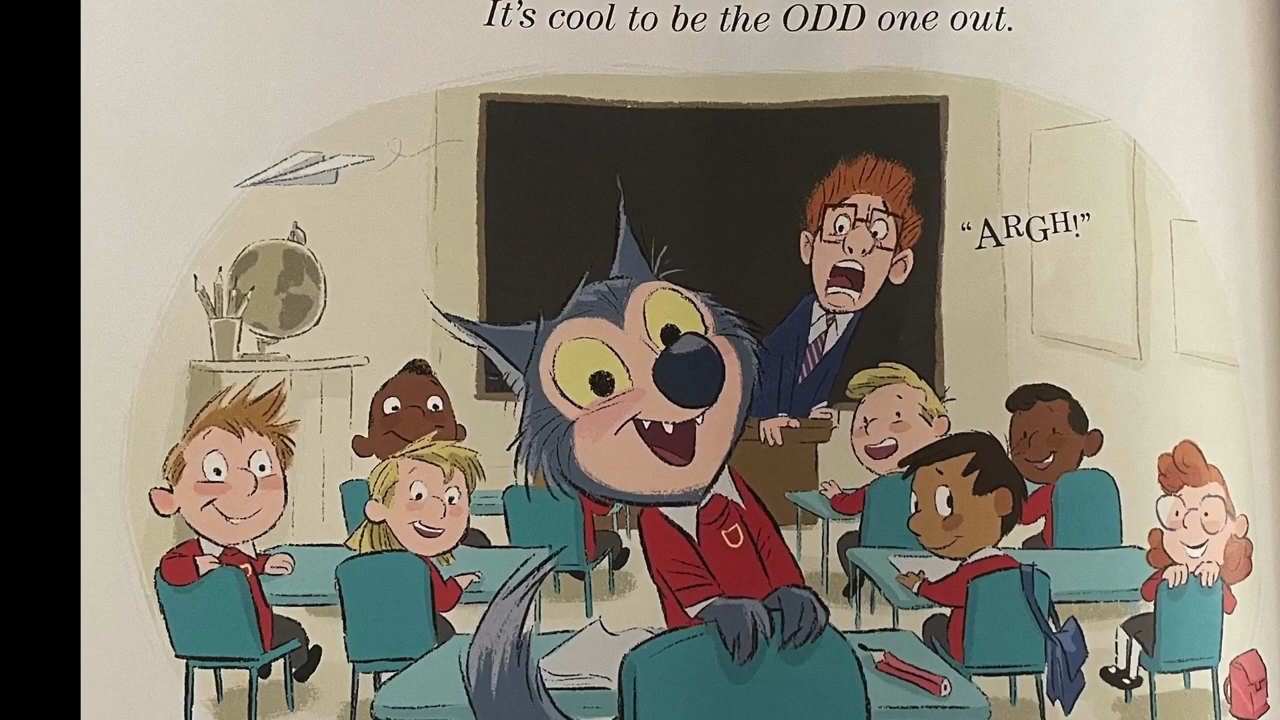 It's cool to be the ODD one out.
“ARGH!”